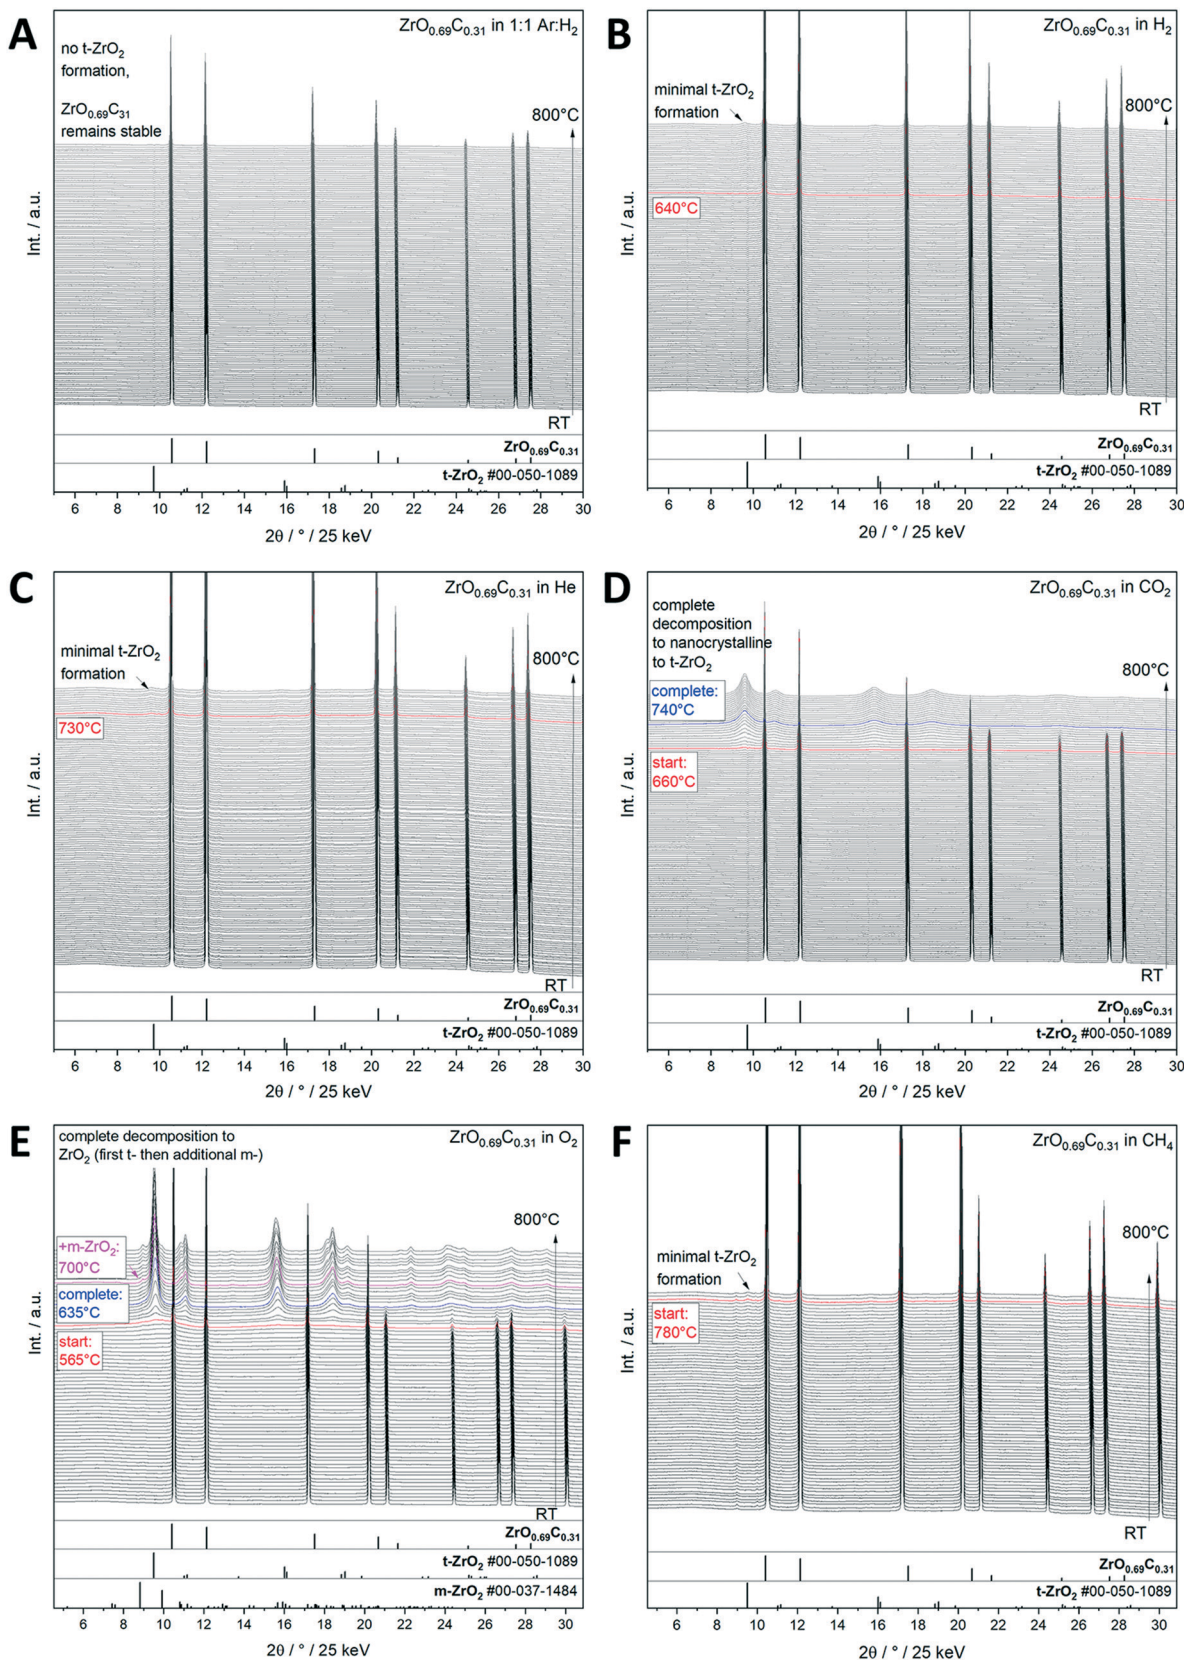 A
ZrO0.69C0.31 in 1:1 Ar:H2
no t-ZrO2
formation,
ZrO0.69C31
remains stable
800°C
Int. / a.u.
RT
ZrO0.69C0.31
t-ZrO2 #00-050-1089
6 8 10 12 14 16 18 20 22 24 26 28 30
2θ / ° / 25 keV
B
ZrO0.69C0.31 in H2
minimal t-ZrO2
formation
800°C
640°C
Int. / a.u.
RT
ZrO0.69C0.31
t-ZrO2 #00-050-1089
6 8 10 12 14 16 18 20 22 24 26 28 30
2θ / ° / 25 keV
C
ZrO0.69C0.31 in He
minimal t-ZrO2
formation
800°C
730°C
Int. / a.u.
RT
ZrO0.69C0.31
t-ZrO2 #00-050-1089
6 8 10 12 14 16 18 20 22 24 26 28 30
2θ / ° / 25 keV
D
ZrO0.69C0.31 in CO2
complete
decomposition
to nanocrystalline
to t-ZrO2
800°C
complete:
740°C
start:
660°C
Int. / a.u.
RT
ZrO0.69C0.31
t-ZrO2 #00-050-1089
6 8 10 12 14 16 18 20 22 24 26 28 30
2θ / ° / 25 keV
E
complete decomposition to
ZrO2 (first t- then additional m-)
ZrO0.69C0.31 in O2
800°C
+m-ZrO2:
700°C
complete:
635°C
start:
565°C
Int. / a.u.
RT
ZrO0.69C0.31
t-ZrO2 #00-050-1089
m-ZrO2 #00-037-1484
6 8 10 12 14 16 18 20 22 24 26 28 30
2θ / ° / 25 keV
F
ZrO0.69C0.31 in CH4
minimal t-ZrO2
formation
800°C
start:
780°C
Int. / a.u.
RT
ZrO0.69C0.31
t-ZrO2 #00-050-1089
6 8 10 12 14 16 18 20 22 24 26 28 30
2θ / ° / 25 keV